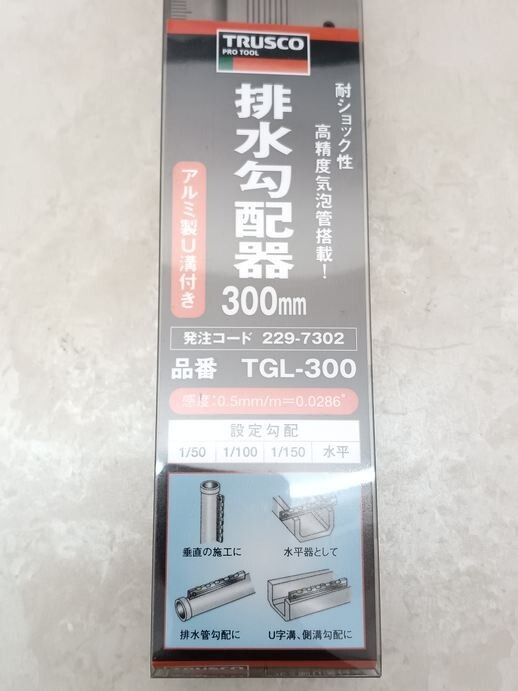 TRUSCO
PRO TOOL
耐ショック性
高精度気泡管搭載!
排水勾配器
300mm
アルミ製U溝付き
発注コード 229-7302
品番 TGL-300
感度:0.5mm/m=0.0286°
設定勾配
1/50 1/100 1/150 水平
垂直の施工に
水平器として
排水管勾配に
U字溝、側溝勾配に
TRUSCO